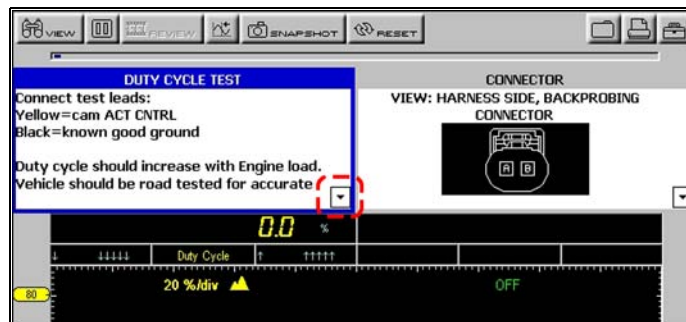 VIEW
REVIEW
SNAPSHOT
RESET
DUTY CYCLE TEST
Connect test leads:
Yellow=cam ACT CNTRL
Black=known good
ground
Duty cycle should increase with Engine load.
Vehicle should be road tested for accurate
CONNECTOR
VIEW: HARNESS SIDE, BACKPROBING
CONNECTOR
A B
0.0 %
↓ ↓↓↓↓↓ Duty Cycle ↑ ↑↑↑↑↑
20 %/div OFF
80